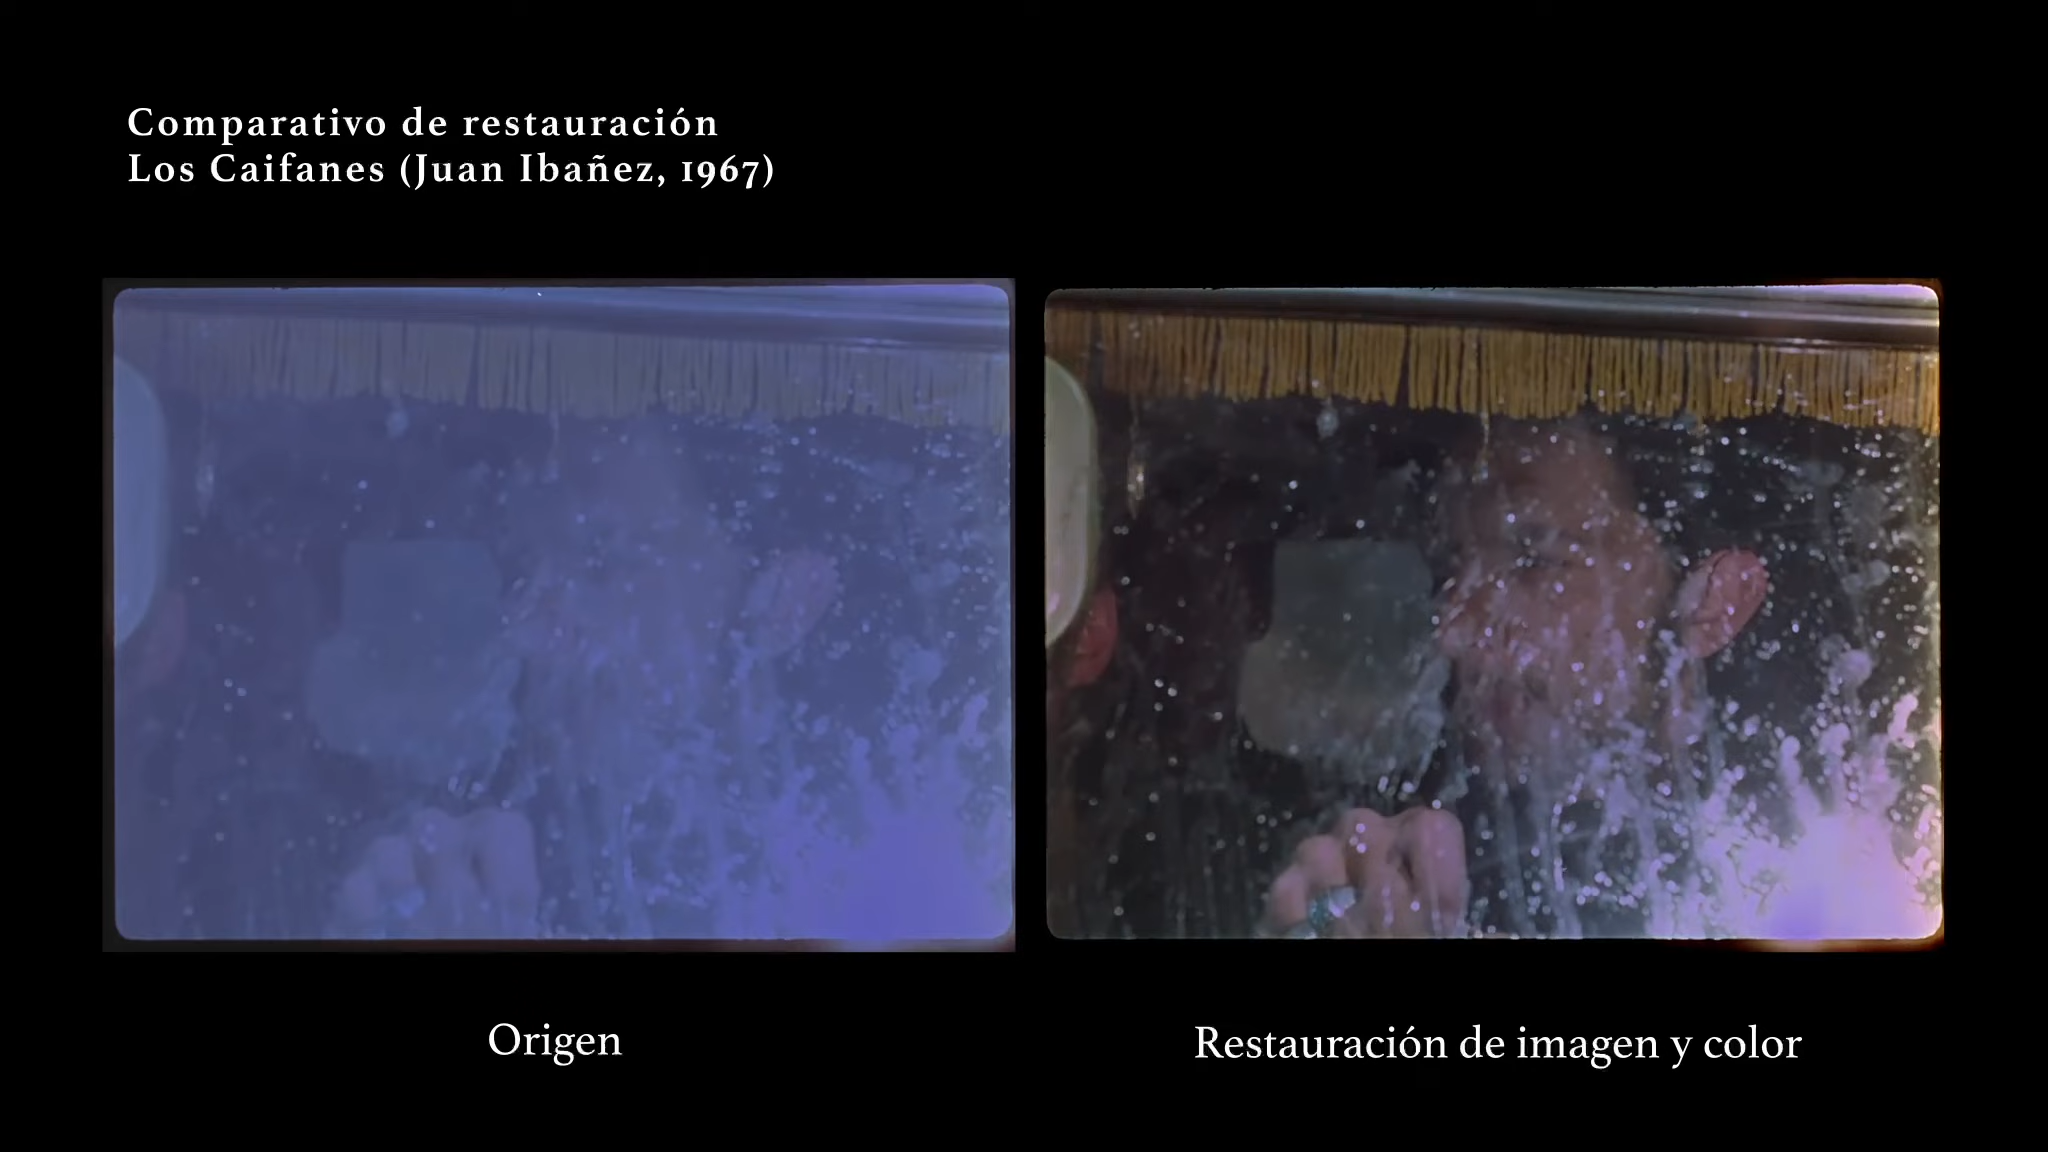 Comparativo de restauración
Los Caifanes (Juan Ibañez, 1967)
Origen
Restauración de imagen y color